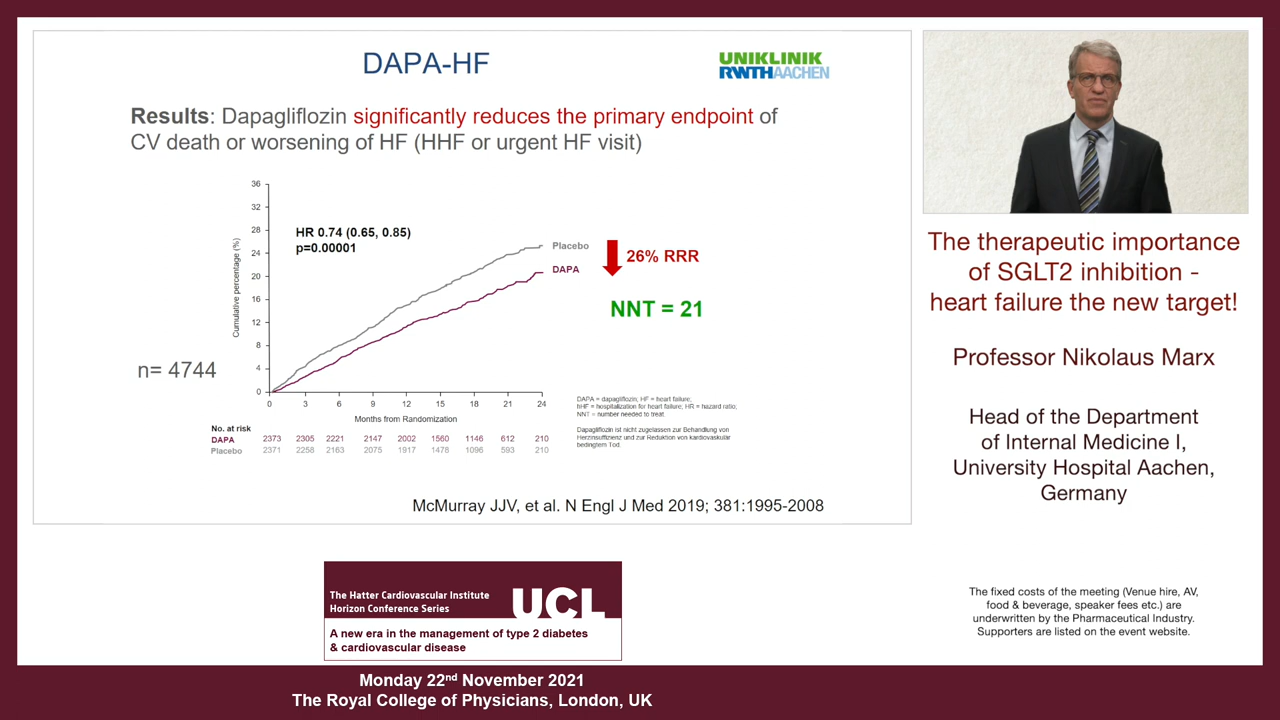 DAPA-HF
UNIKLINIK
RWTHAACHEN
Results: Dapagliflozin significantly reduces the primary endpoint of
CV death or worsening of HF (HHF or urgent HF visit)
36
32
28
24
20
16
12
8
4
0
Cumulative percentage (%)
HR 0.74 (0.65, 0.85)
p=0.00001
Placebo
DAPA
26% RRR
NNT = 21
n= 4744
0 3 6 9 12 15 18 21 24
Months from Randomization
No. at risk
DAPA 2373 2305 2221 2147 2002 1560 1146 612 210
Placebo 2371 2258 2163 2075 1917 1478 1096 593 210
DAPA = dapagliflozin; HF = heart failure;
hHF = hospitalization for heart failure; HR = hazard ratio;
NNT = number needed to treat.
Dapagliflozin ist nicht zugelassen zur Behandlung von
Herzinsuffizienz und zur Reduktion von kardiovaskulär
bedingtem Tod.
McMurray JJV, et al. N Engl J Med 2019; 381:1995-2008
The therapeutic importance
of SGLT2 inhibition -
heart failure the new target!
Professor Nikolaus Marx
Head of the Department
of Internal Medicine I,
University Hospital Aachen,
Germany
The fixed costs of the meeting (Venue hire, AV,
food & beverage, speaker fees etc.) are
underwritten by the Pharmaceutical Industry.
Supporters are listed on the event website.
The Hatter Cardiovascular Institute
Horizon Conference Series
UCL
A new era in the management of type 2 diabetes
& cardiovascular disease
Monday 22nd November 2021
The Royal College of Physicians, London, UK